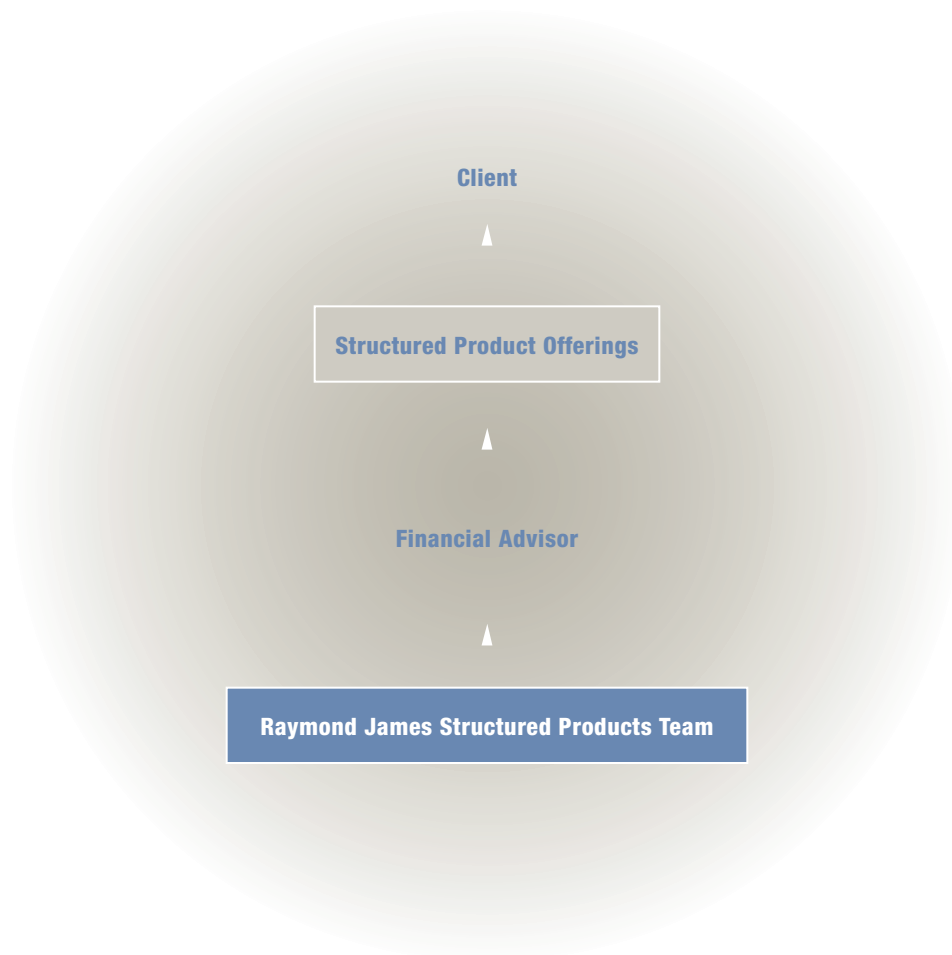 Client
Structured Product Offerings
Financial Advisor
Raymond James Structured Products Team